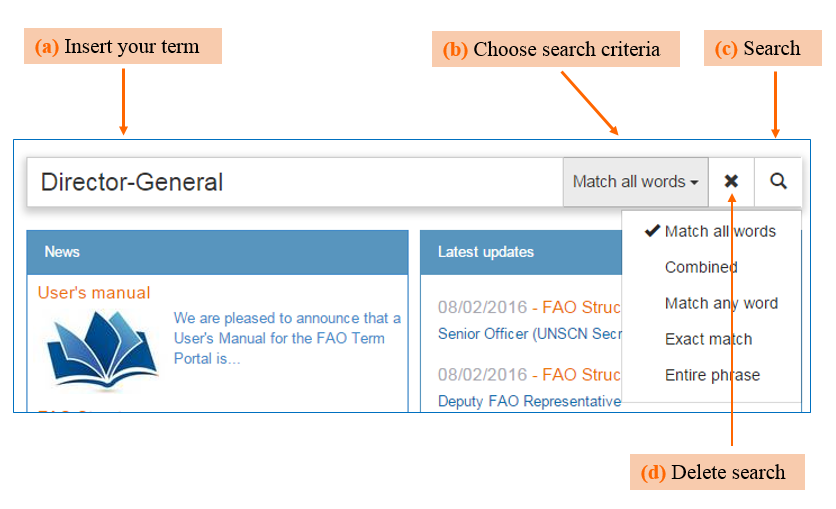 (a) Insert your term
(b) Choose search criteria
(c) Search
Director-General
Match all words
News
User's manual
We are pleased to announce that a
User's Manual for the FAO Term
Portal is...
Latest updates
08/02/2016 - FAO Struc
Senior Officer (UNSCN Secr
08/02/2016 - FAO Struc
Deputy FAO Representative
Match all words
Combined
Match any word
Exact match
Entire phrase
(d) Delete search